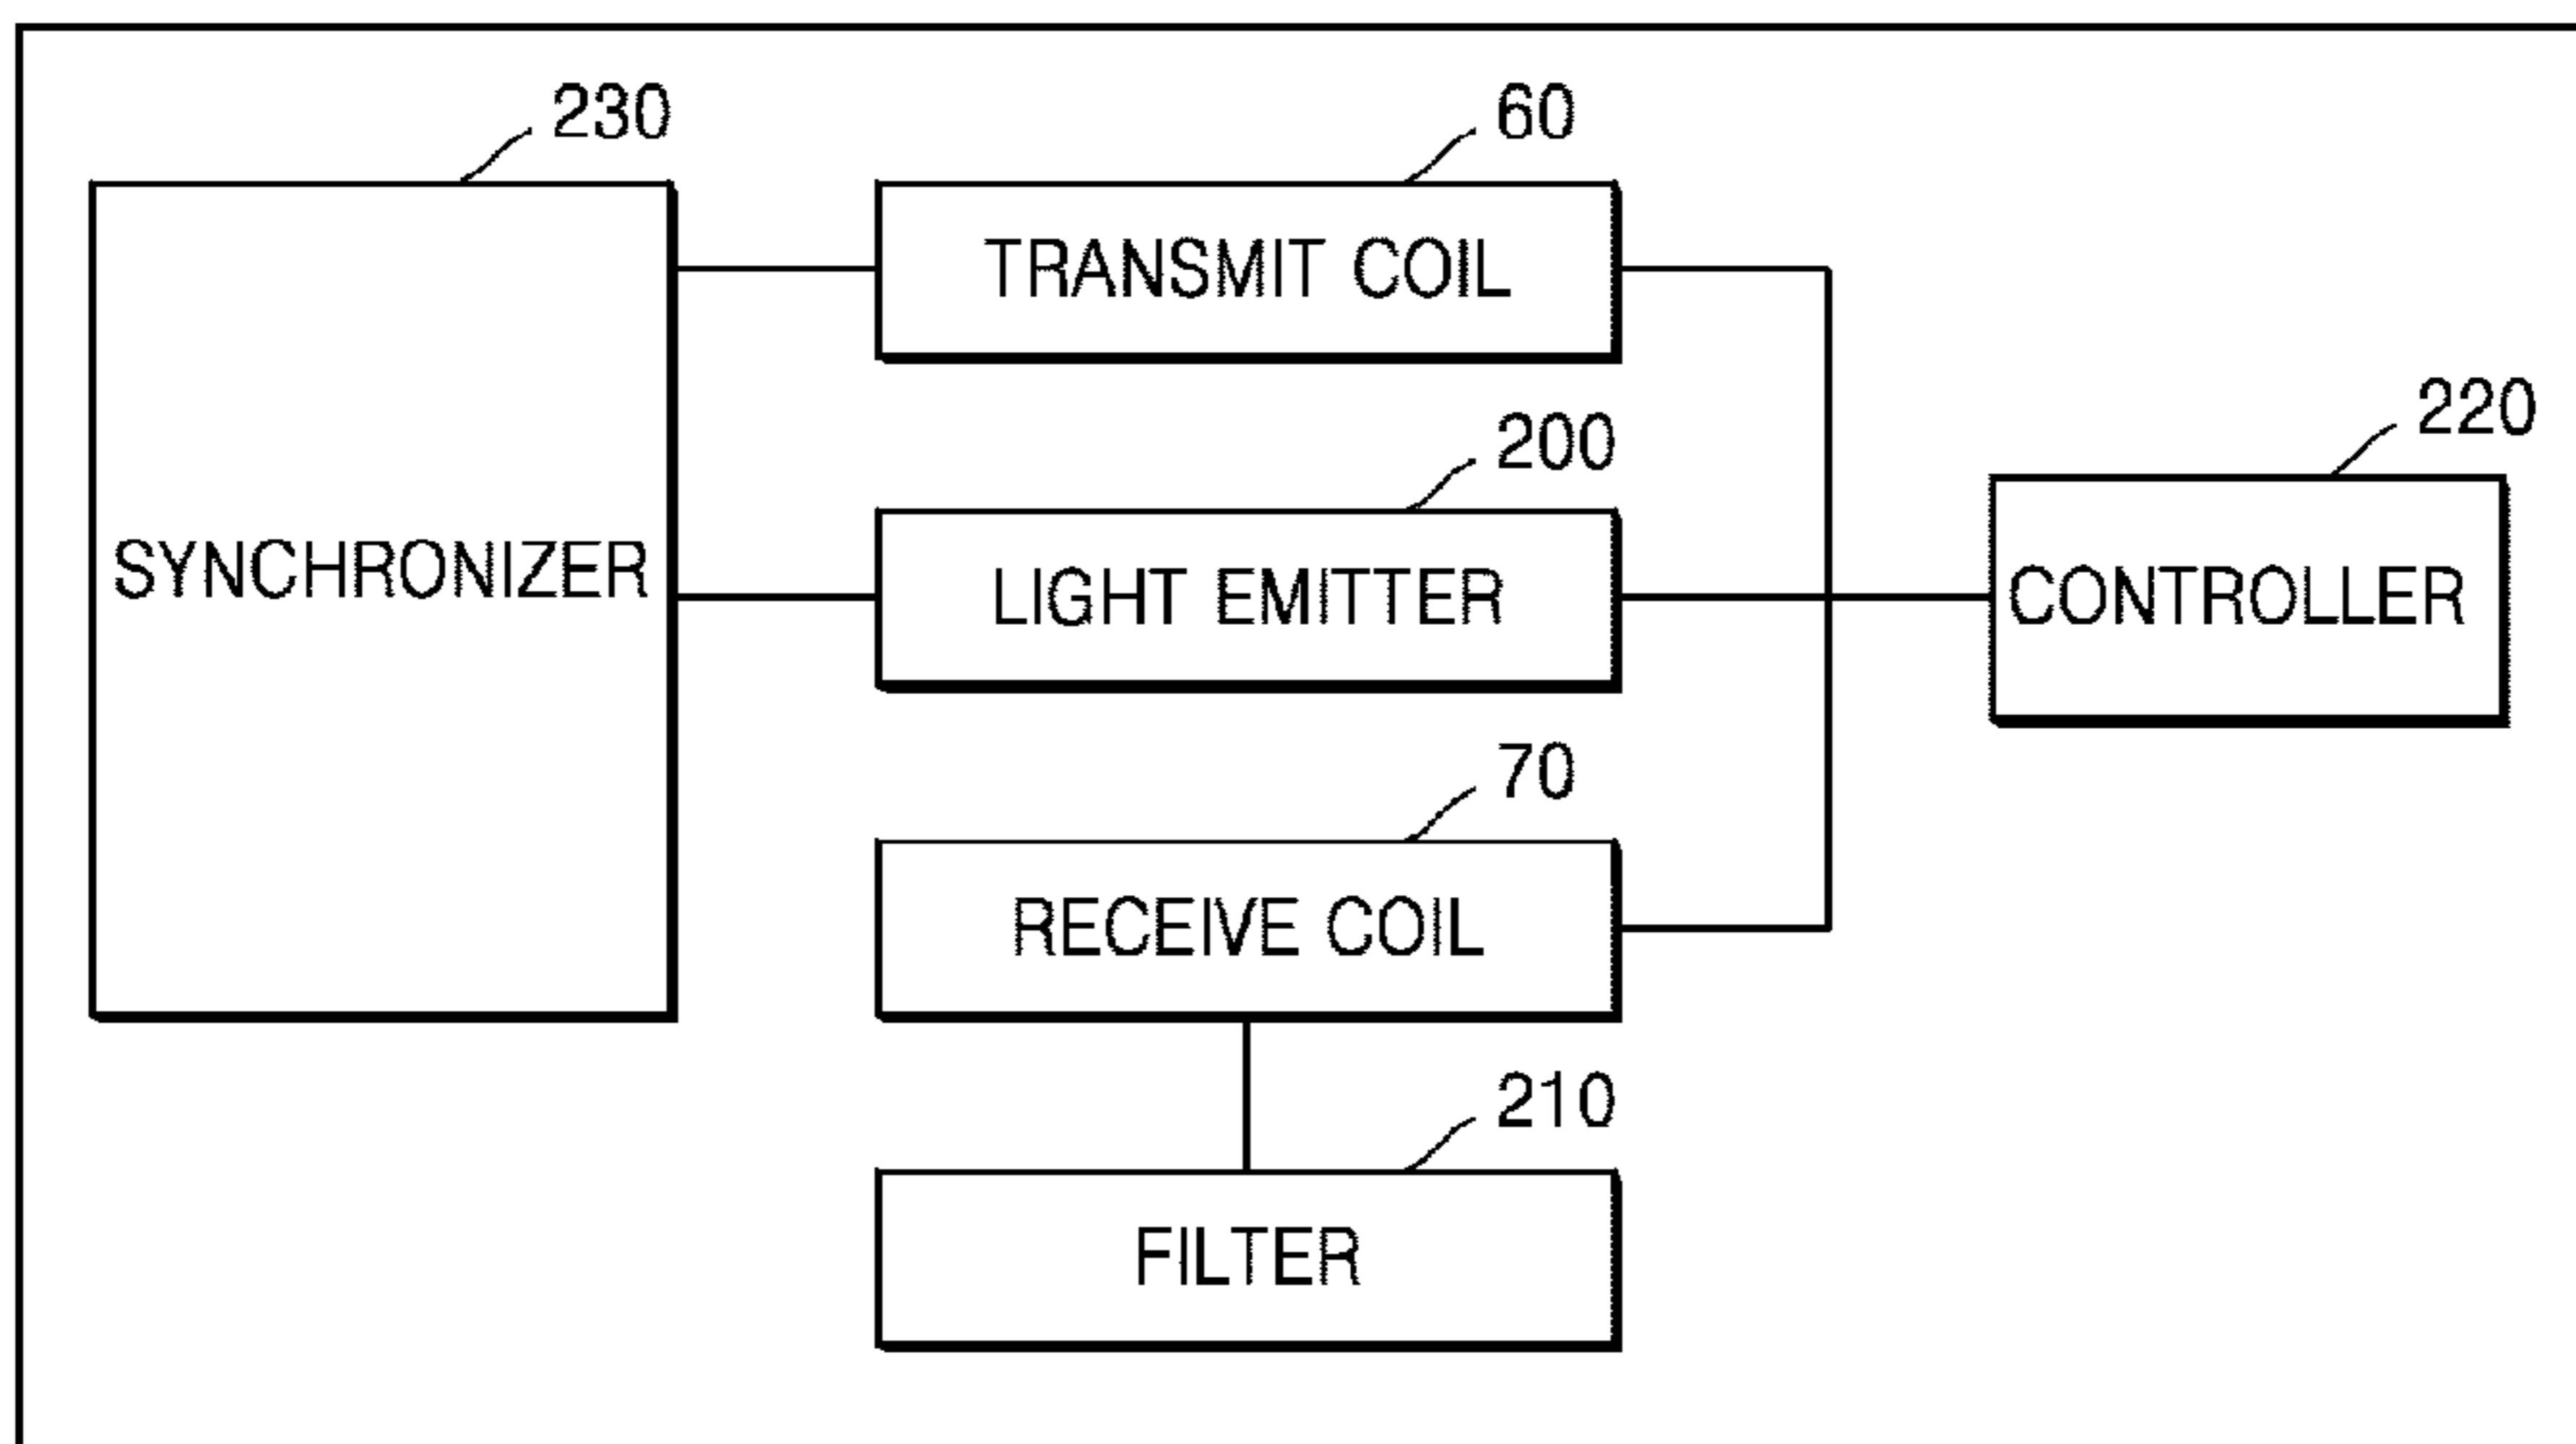 230
60
TRANSMIT COIL
220
200
SYNCHRONIZER
LIGHT EMITTER
CONTROLLER
70
RECEIVE COIL
210
FILTER